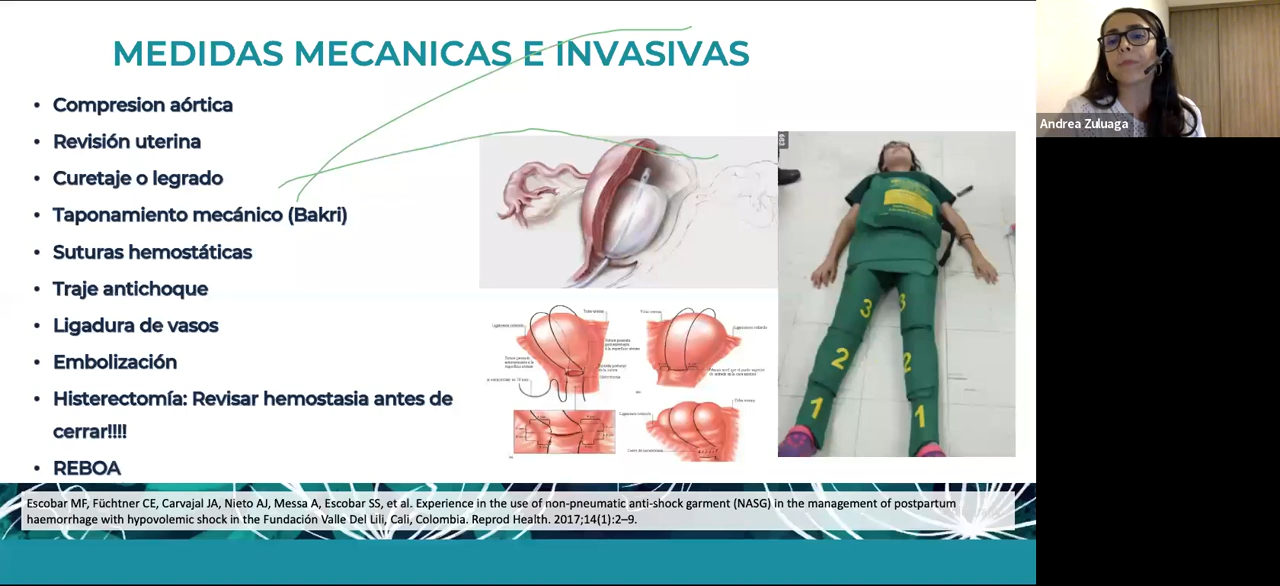 MEDIDAS MECANICAS E INVASIVAS
• Compresion aórtica
• Revisión uterina
• Curetaje o legrado
• Taponamiento mecánico (Bakri)
• Suturas hemostáticas
• Traje antichoque
• Ligadura de vasos
• Embolización
• Histerectomía: Revisar hemostasia antes de
cerrar!!!!
• REBOA
3
3
2
2
1
1
Escobar MF, Füchtner CE, Carvajal JA, Nieto AJ, Messa A, Escobar SS, et al. Experience in the use of non-pneumatic anti-shock garment (NASG) in the management of postpartum
haemorrhage with hypovolemic shock in the Fundación Valle Del Lili, Cali, Colombia. Reprod Health. 2017;14(1):2–9.
Andrea Zuluaga